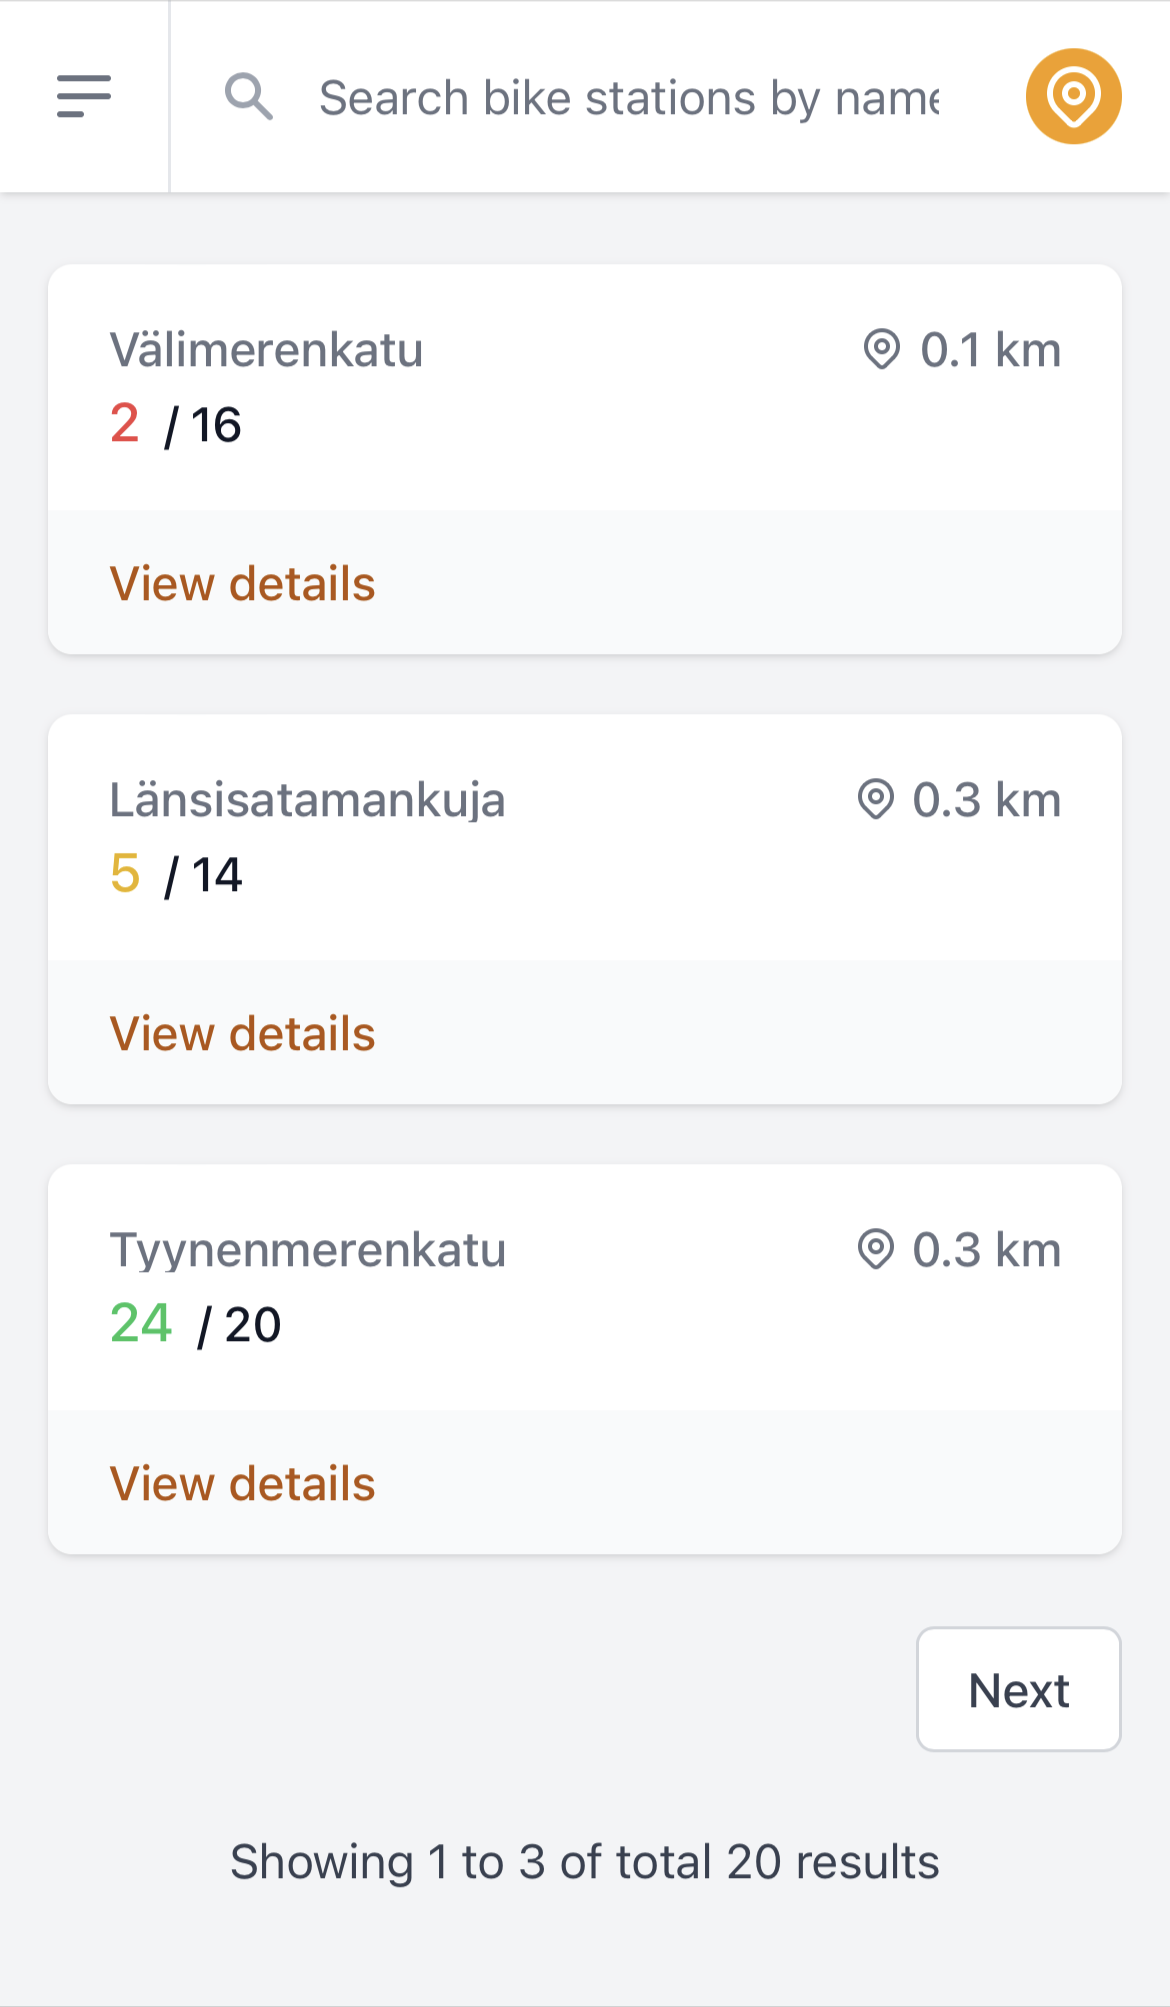 Search bike stations by name
Välimerenkatu 0.1 km
2 / 16
View details
Länsisatamankuja 0.3 km
5 / 14
View details
Tyynenmerenkatu 0.3 km
24 / 20
View details
Next
Showing 1 to 3 of total 20 results